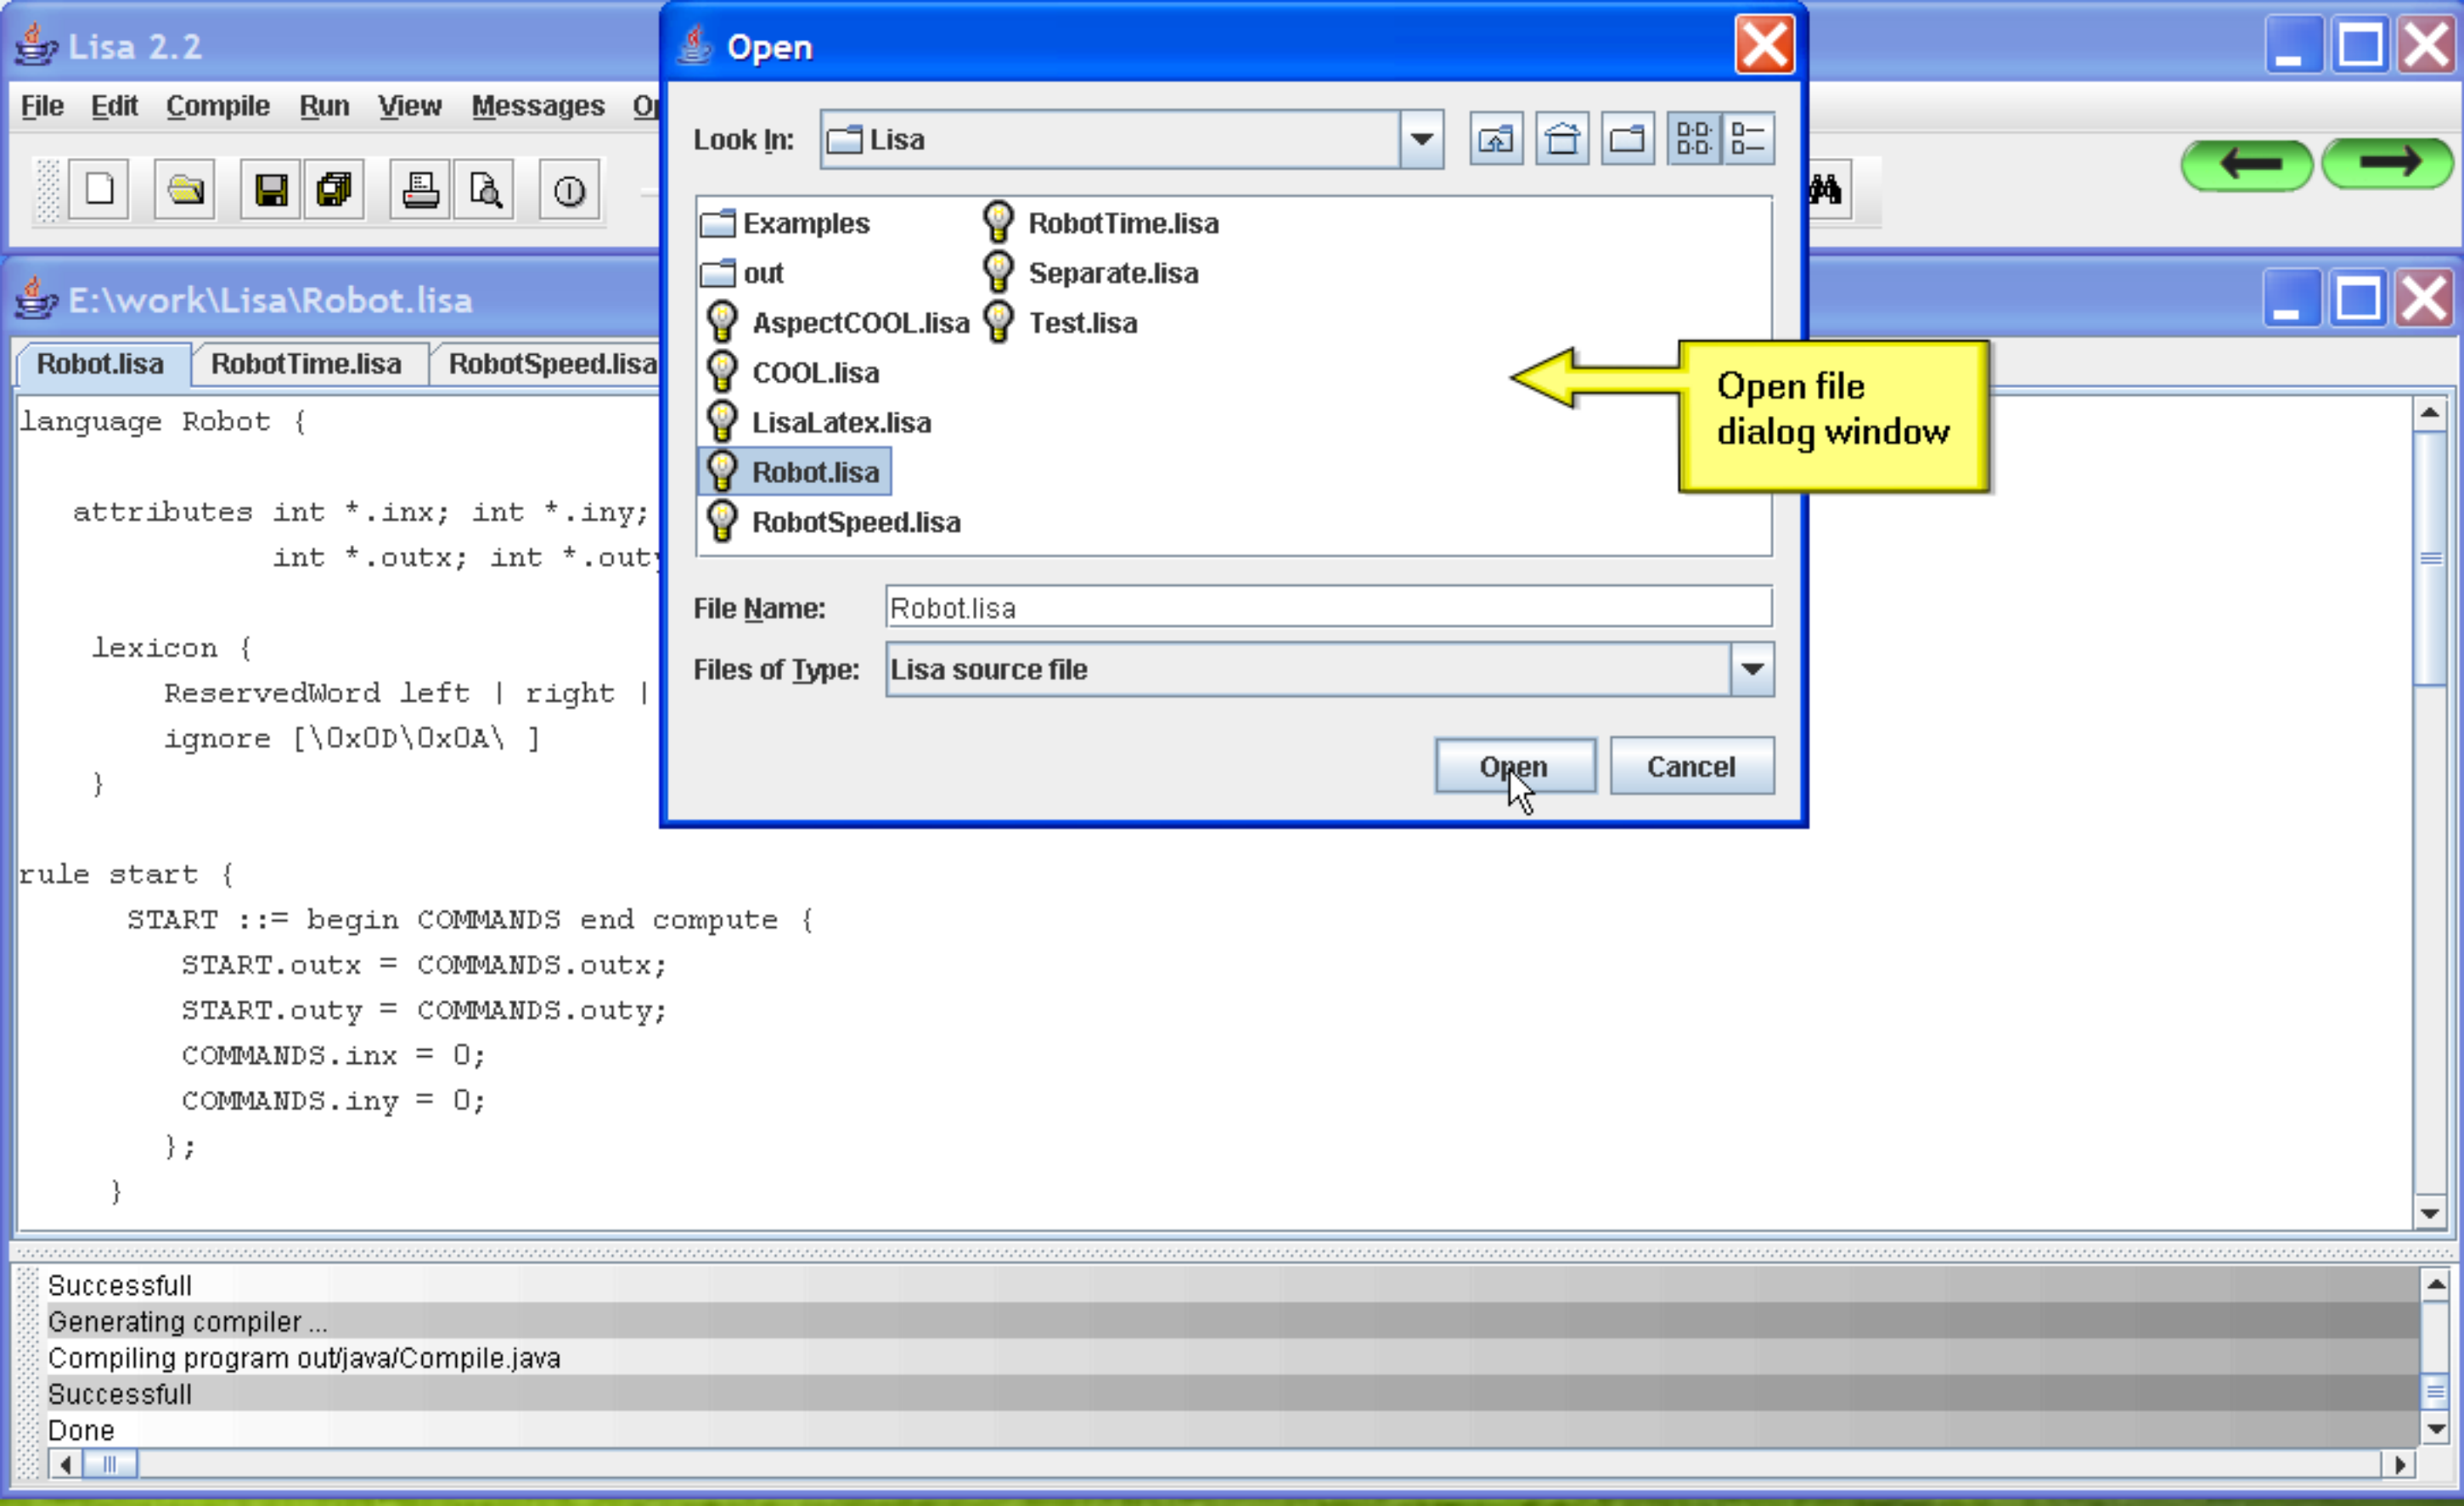 Lisa 2.2
File Edit Compile Run View Messages
Open
Look In: Lisa
Examples
out
AspectCOOL.lisa
COOL.lisa
LisaLatex.lisa
Robot.lisa
RobotSpeed.lisa
RobotTime.lisa
Separate.lisa
Test.lisa
File Name: Robot.lisa
Files of Type: Lisa source file
Open Cancel
Open file
dialog window
E:\work\Lisa\Robot.lisa
Robot.lisa RobotTime.lisa RobotSpeed.lisa
language Robot {
attributes int *.inx; int *.iny;
int *.outx; int *.outy
lexicon {
ReservedWord left | right |
ignore [\0x0D\0x0A\ ]
}
rule start {
START ::= begin COMMANDS end compute {
START.outx = COMMANDS.outx;
START.outy = COMMANDS.outy;
COMMANDS.inx = 0;
COMMANDS.iny = 0;
};
}
Successfull
Generating compiler ...
Compiling program out/java/Compile.java
Successfull
Done